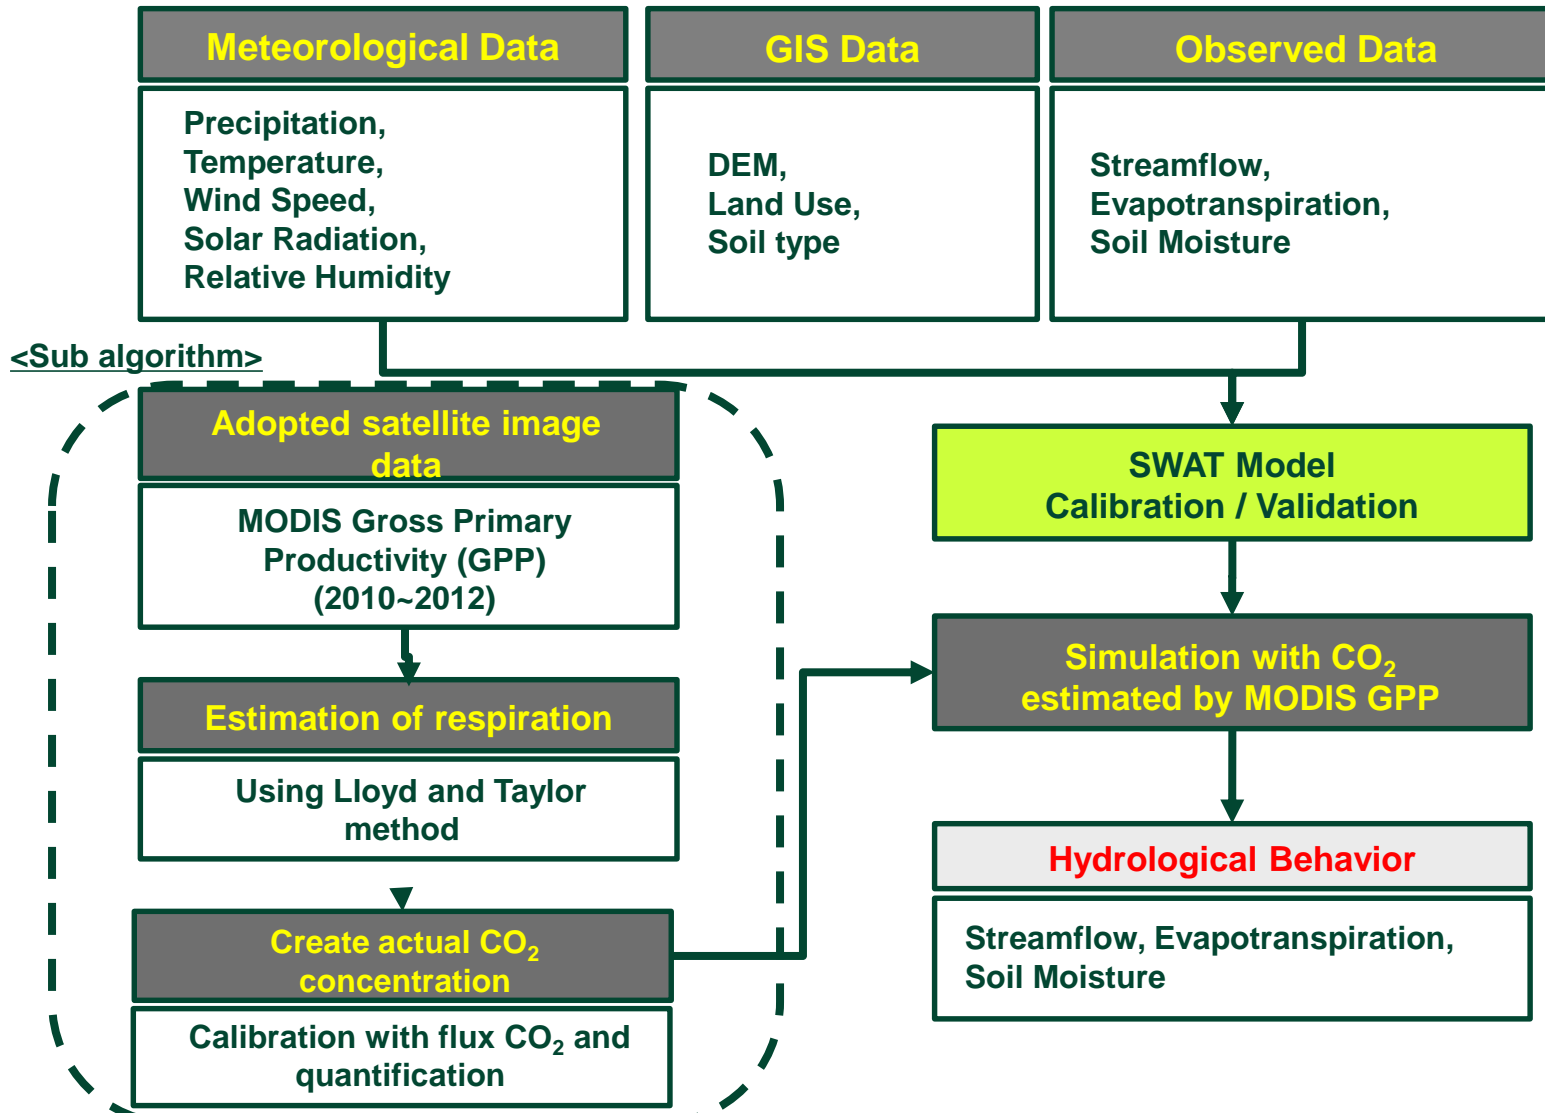 Meteorological Data
GIS Data
Observed Data
Precipitation,
Temperature,
Wind Speed,
Solar Radiation,
Relative Humidity
DEM,
Land Use,
Soil type
Streamflow,
Evapotranspiration,
Soil Moisture
<Sub algorithm>
Adopted satellite image
data
MODIS Gross Primary
Productivity (GPP)
(2010~2012)
Estimation of respiration
Using Lloyd and Taylor
method
Create actual CO₂
concentration
Calibration with flux CO₂ and
quantification
SWAT Model
Calibration / Validation
Simulation with CO₂
estimated by MODIS GPP
Hydrological Behavior
Streamflow, Evapotranspiration,
Soil Moisture